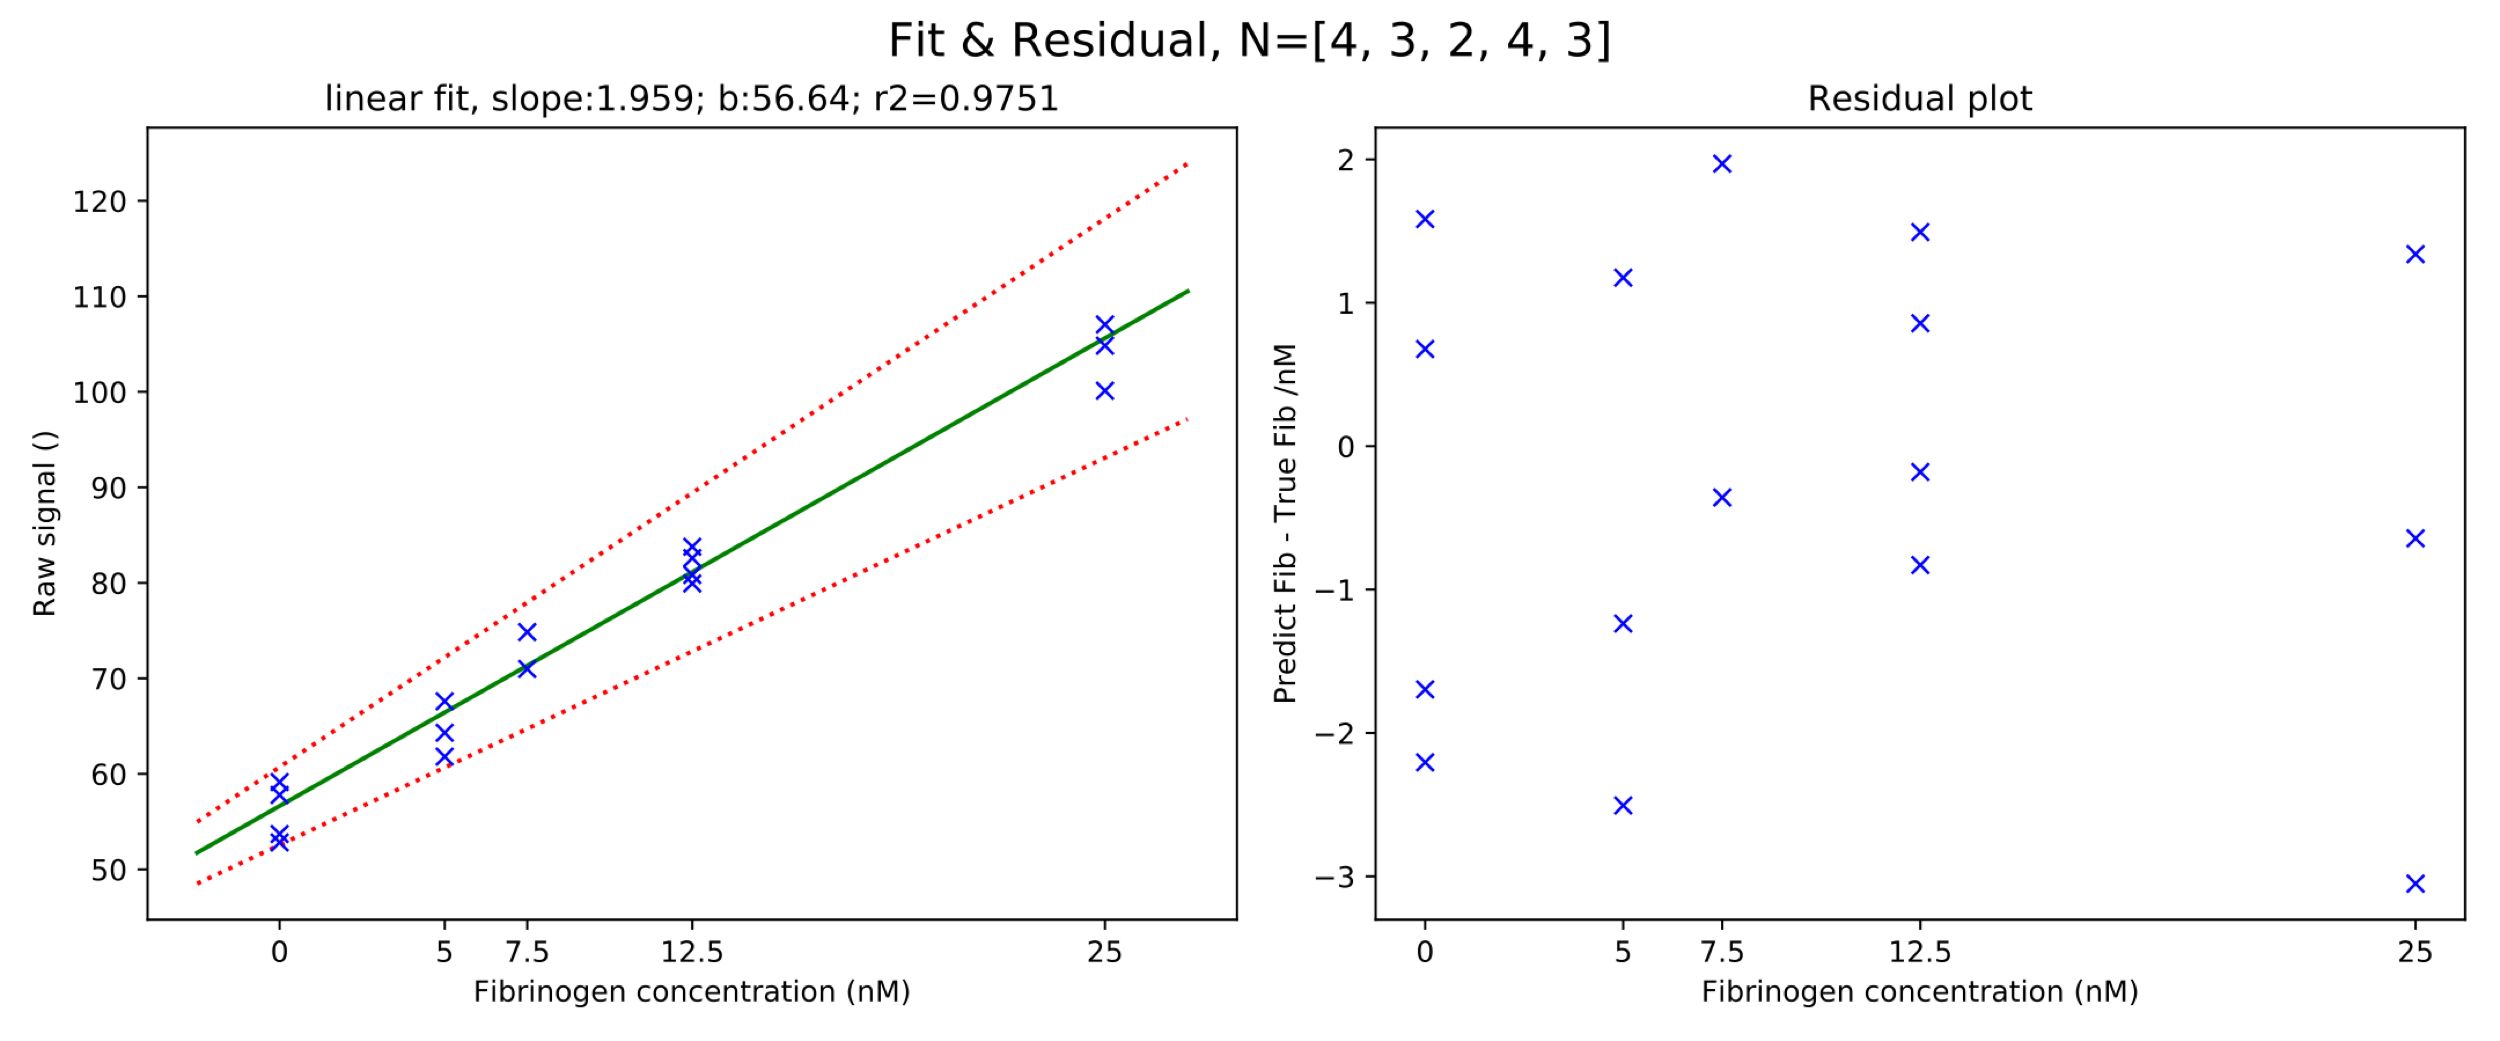 Fit & Residual, N=[4, 3, 2, 4, 3]
linear fit, slope:1.959; b:56.64; r2=0.9751
Raw signal ()
120
110
100
90
80
70
60
50
0 5 7.5 12.5 25
Fibrinogen concentration (nM)
Residual plot
Predict Fib - True Fib /nM
2
1
0
−1
−2
−3
0 5 7.5 12.5 25
Fibrinogen concentration (nM)